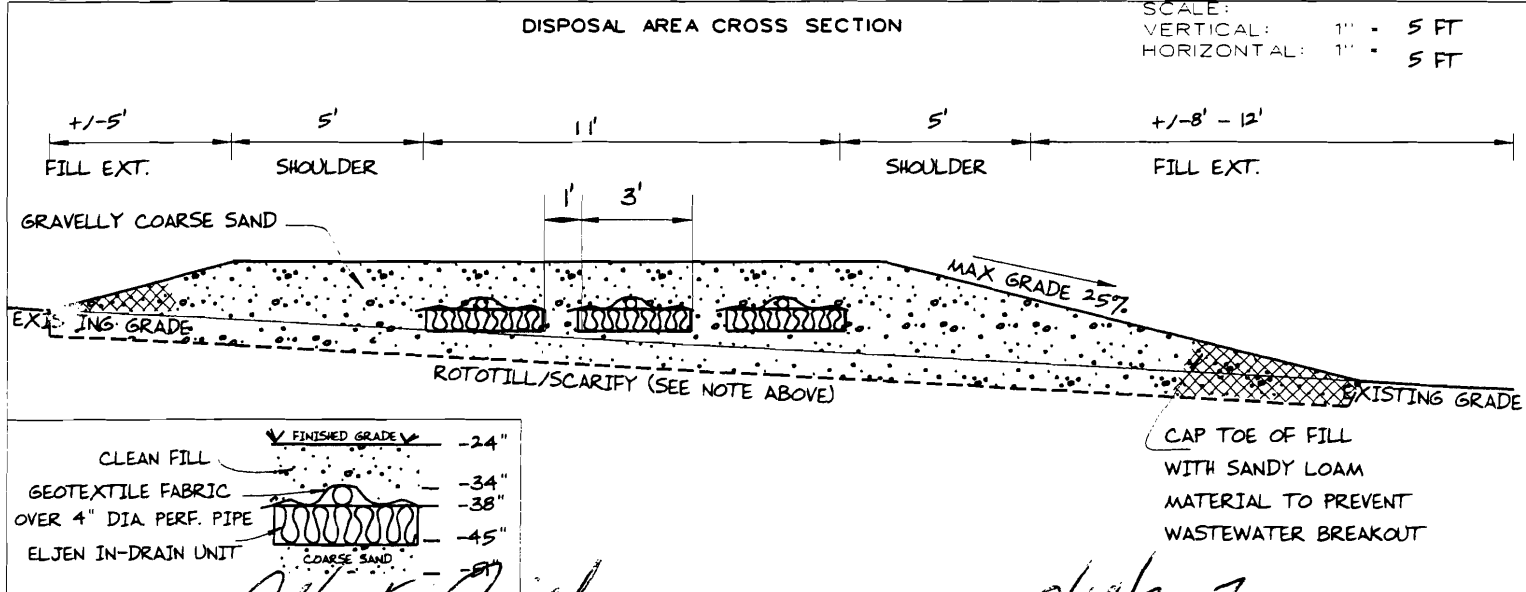 DISPOSAL AREA CROSS SECTION
SCALE:
VERTICAL: 1" = 5 FT
HORIZONTAL: 1" = 5 FT
+/-5' 5' 11' 5' +/-8' - 12'
FILL EXT. SHOULDER SHOULDER FILL EXT.
1' 3'
GRAVELLY COARSE SAND
MAX GRADE 25%
EXISTING GRADE
ROTOTILL/SCARIFY (SEE NOTE ABOVE)
EXISTING GRADE
CAP TOE OF FILL
WITH SANDY LOAM
MATERIAL TO PREVENT
WASTEWATER BREAKOUT
FINISHED GRADE
-24"
CLEAN FILL
-34"
GEOTEXTILE FABRIC
-38"
OVER 4" DIA. PERF. PIPE
-45"
ELJEN IN-DRAIN UNIT
COARSE SAND
-51"